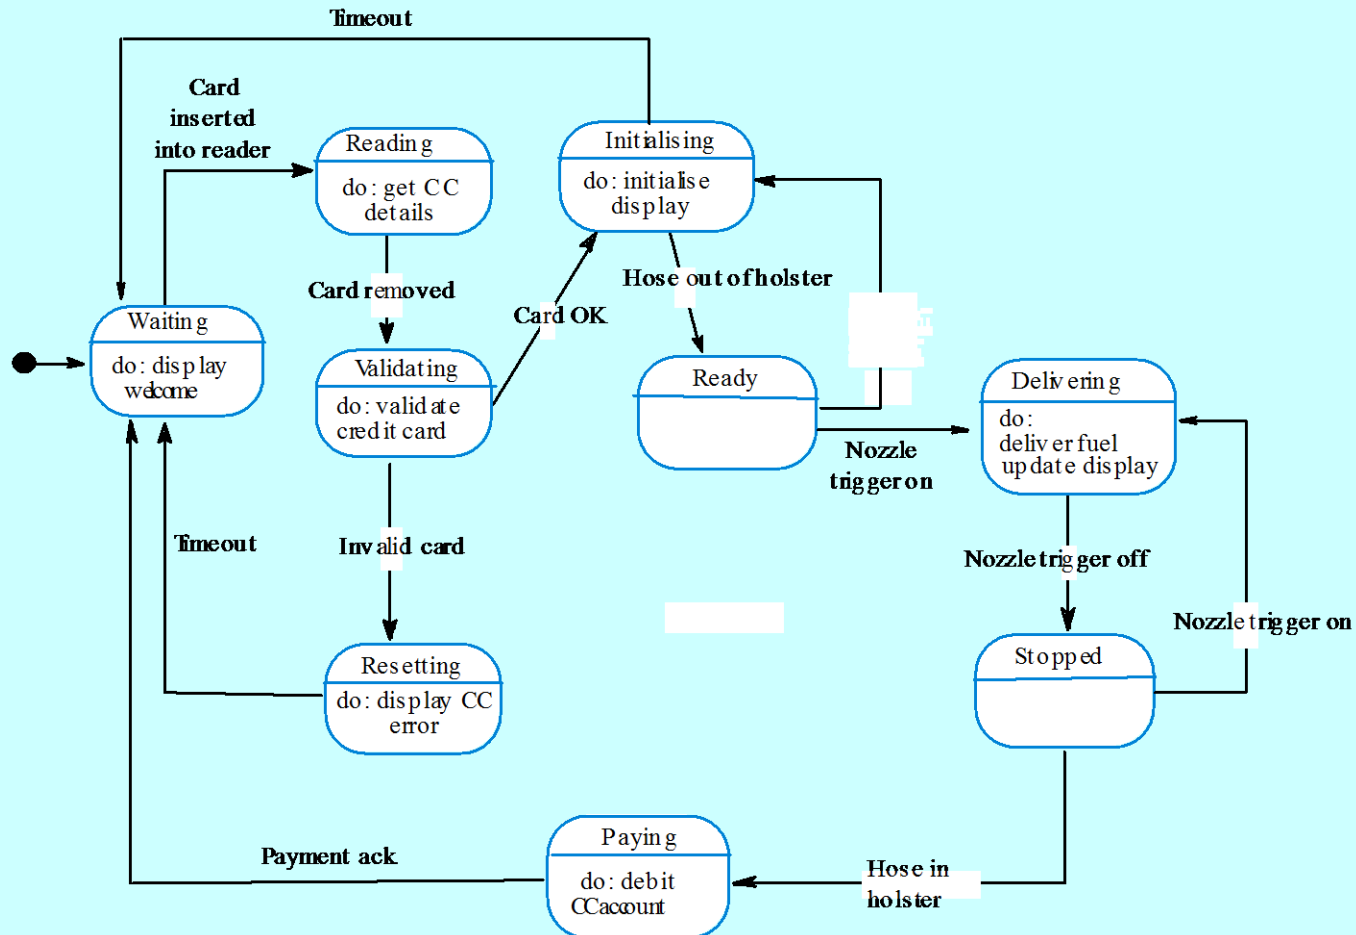 Timeout
Card
inserted
into reader
Reading
do: get CC
details
Initialising
do: initialise
display
Card removed
Card OK
Hose out of holster
Waiting
do: display
welcome
Validating
do: validate
credit card
Ready
Delivering
do:
deliver fuel
update display
Nozzle
trigger on
Timeout
Invalid card
Nozzle trigger off
Nozzle trigger on
Resetting
do: display CC
error
Stopped
Paying
do: debit
CC account
Payment ack.
Hose in
holster